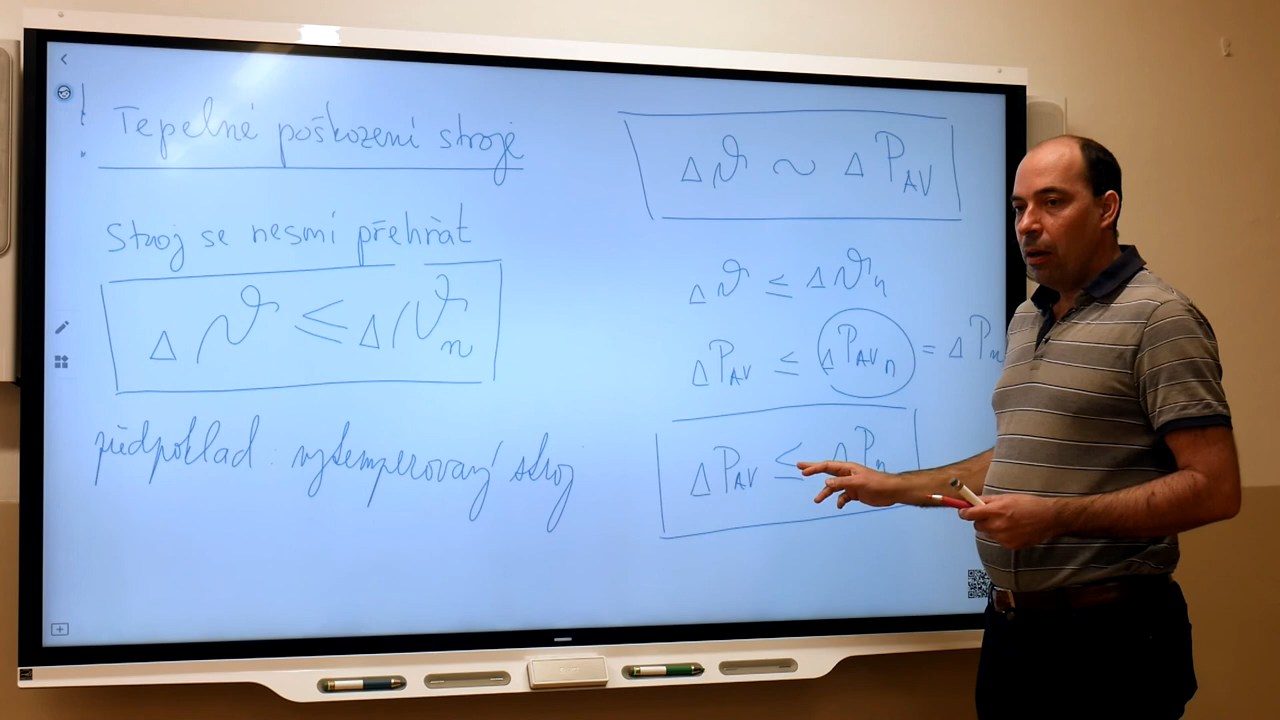 Tepelné poškození stroje
Stroj se nesmí přehřát
Δϑ ≤ Δϑn
předpoklad: vytemperovaný stroj
Δϑ ~ ΔPAV
Δϑ ≤ Δϑn
ΔPAV ≤ ΔPAVn = ΔPn
ΔPAV ≤ ΔPn